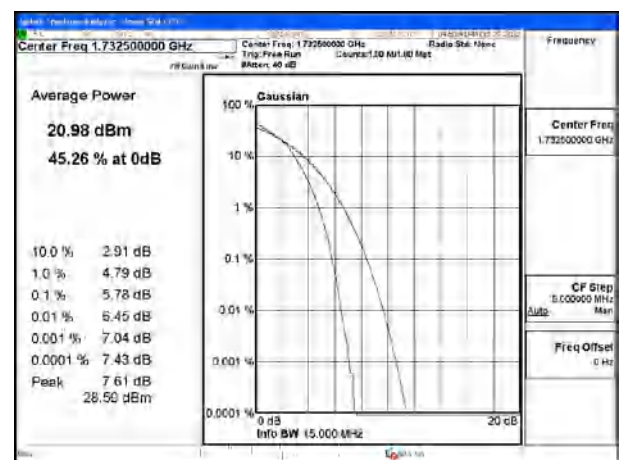 Center Freq 1.732500000 GHz
Center Freq: 1.732500000 GHz
Radio Std: None
Trig: Free Run
Counts:1.00 M/1.00 Mpt
#Atten: 40 dB
Frequency
Average Power
20.98 dBm
45.26 % at 0dB
10.0 % 2.91 dB
1.0 % 4.79 dB
0.1 % 5.78 dB
0.01 % 6.45 dB
0.001 % 7.04 dB
0.0001 % 7.43 dB
Peak 7.61 dB
28.59 dBm
100 %
Gaussian
10 %
1 %
0.1 %
0.01 %
0.001 %
0.0001 %
0 dB
20 dB
Info BW 15.000 MHz
Center Freq
1.732500000 GHz
CF Step
5.000000 MHz
Auto Man
Freq Offset
0 Hz